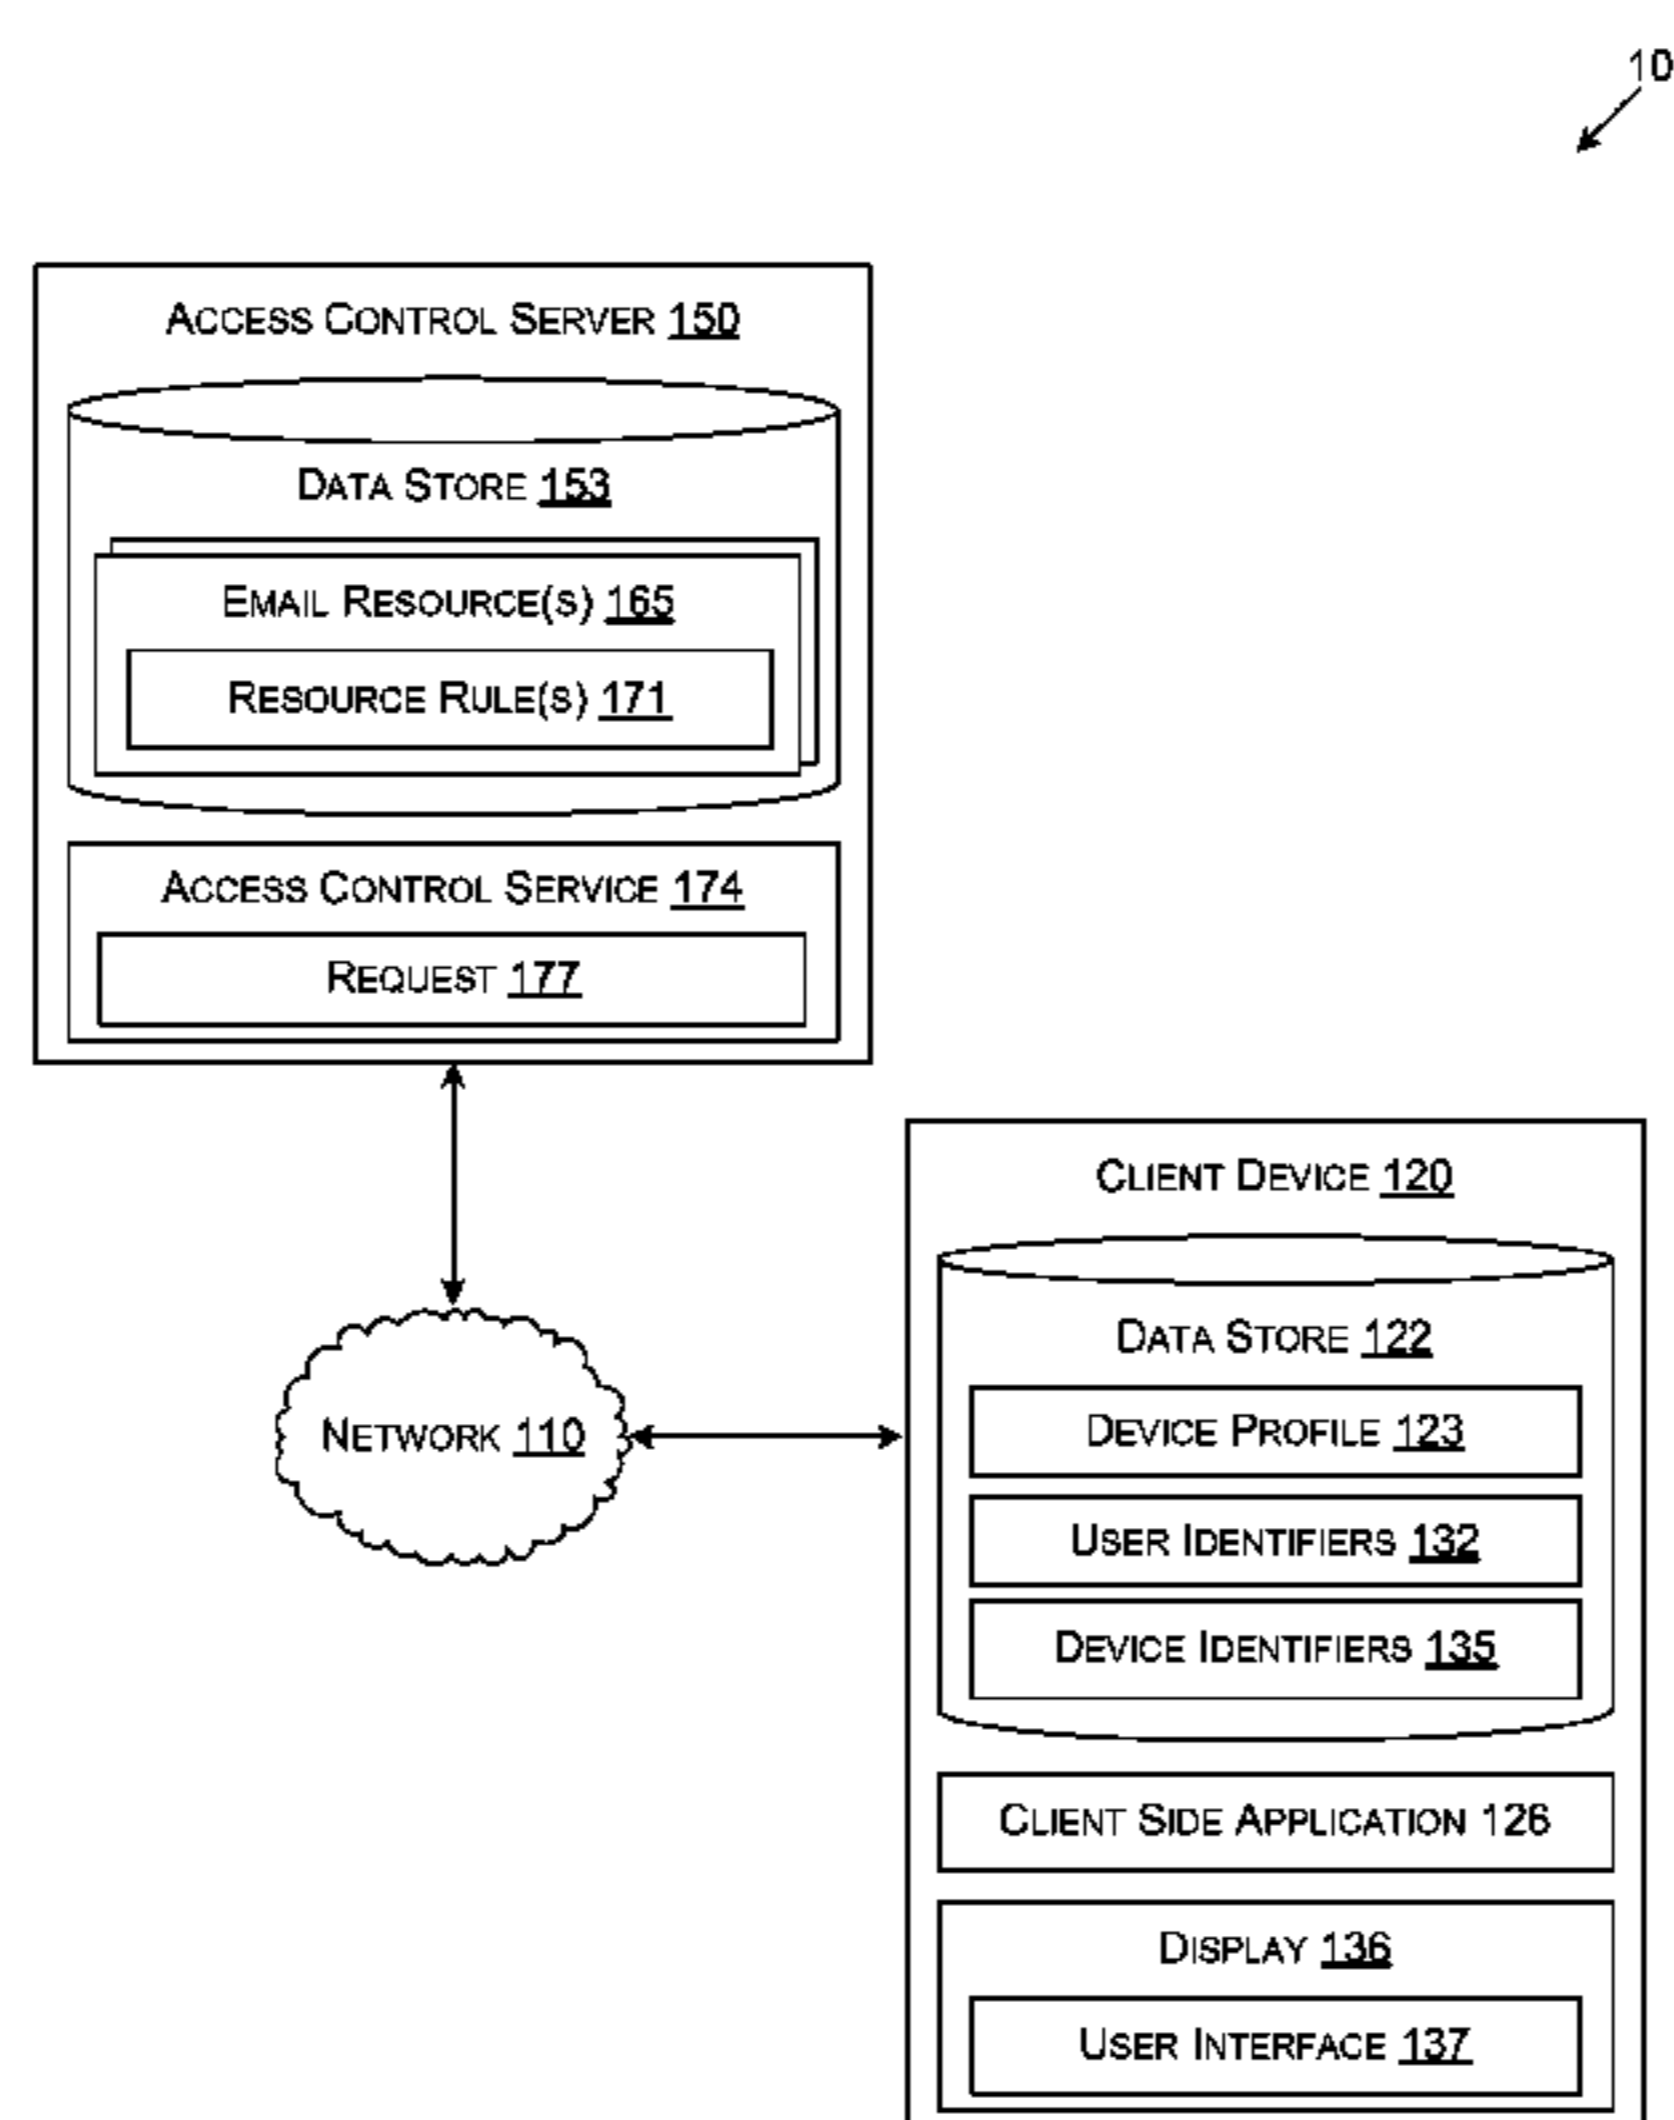 10
ACCESS CONTROL SERVER 150
DATA STORE 153
EMAIL RESOURCE(S) 165
RESOURCE RULE(S) 171
ACCESS CONTROL SERVICE 174
REQUEST 177
NETWORK 110
CLIENT DEVICE 120
DATA STORE 122
DEVICE PROFILE 123
USER IDENTIFIERS 132
DEVICE IDENTIFIERS 135
CLIENT SIDE APPLICATION 126
DISPLAY 136
USER INTERFACE 137